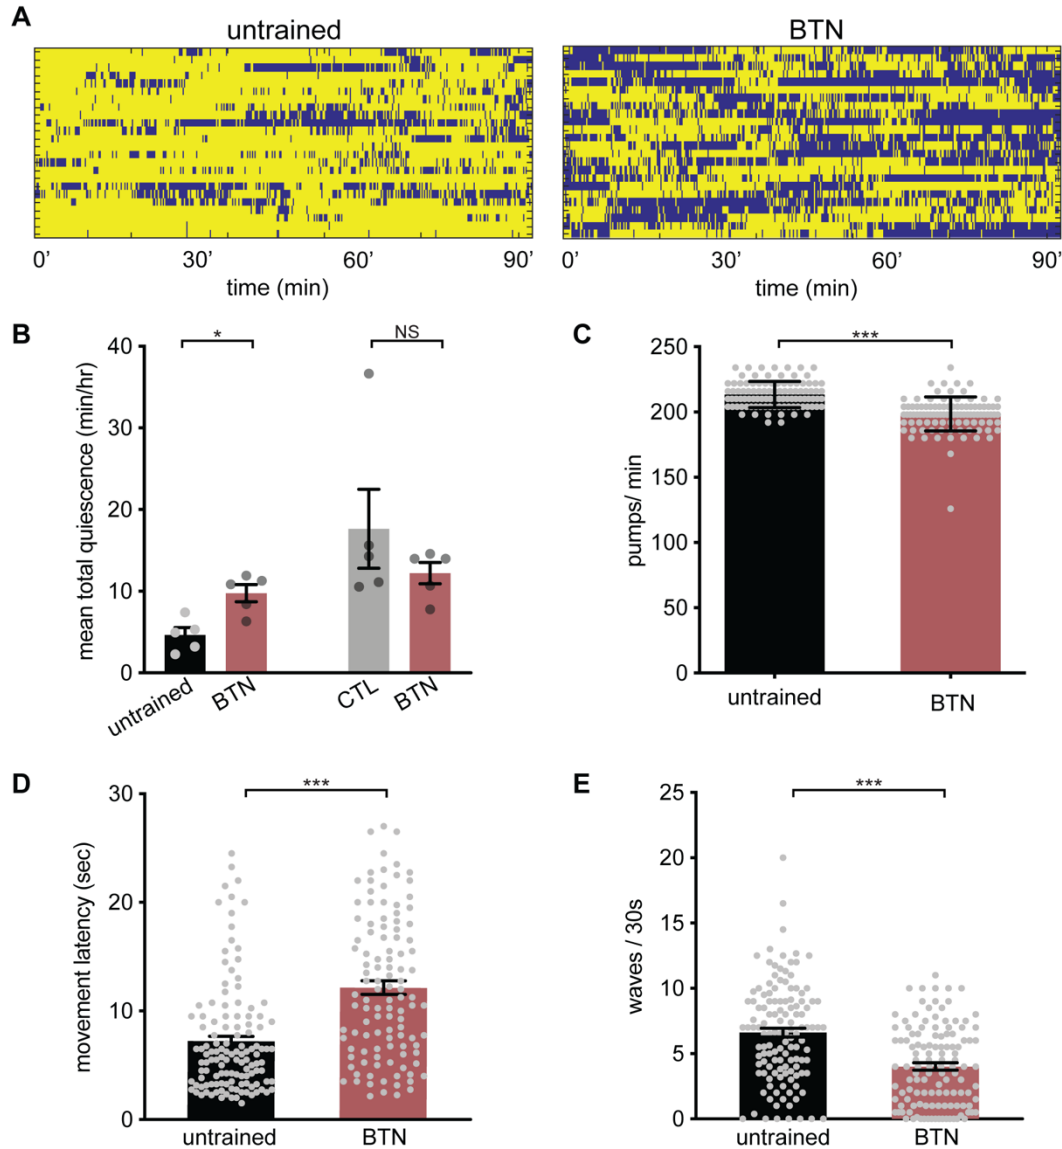 A
untrained
BTN
0’ 30’ 60’ 90’
time (min)
0’ 30’ 60’ 90’
time (min)
B
mean total quiescence (min/hr)
40
30
20
10
0
*
NS
untrained
BTN
CTL
BTN
C
pumps/ min
250
200
150
100
50
0
***
untrained
BTN
D
movement latency (sec)
30
20
10
0
***
untrained
BTN
E
waves / 30s
25
20
15
10
5
0
***
untrained
BTN